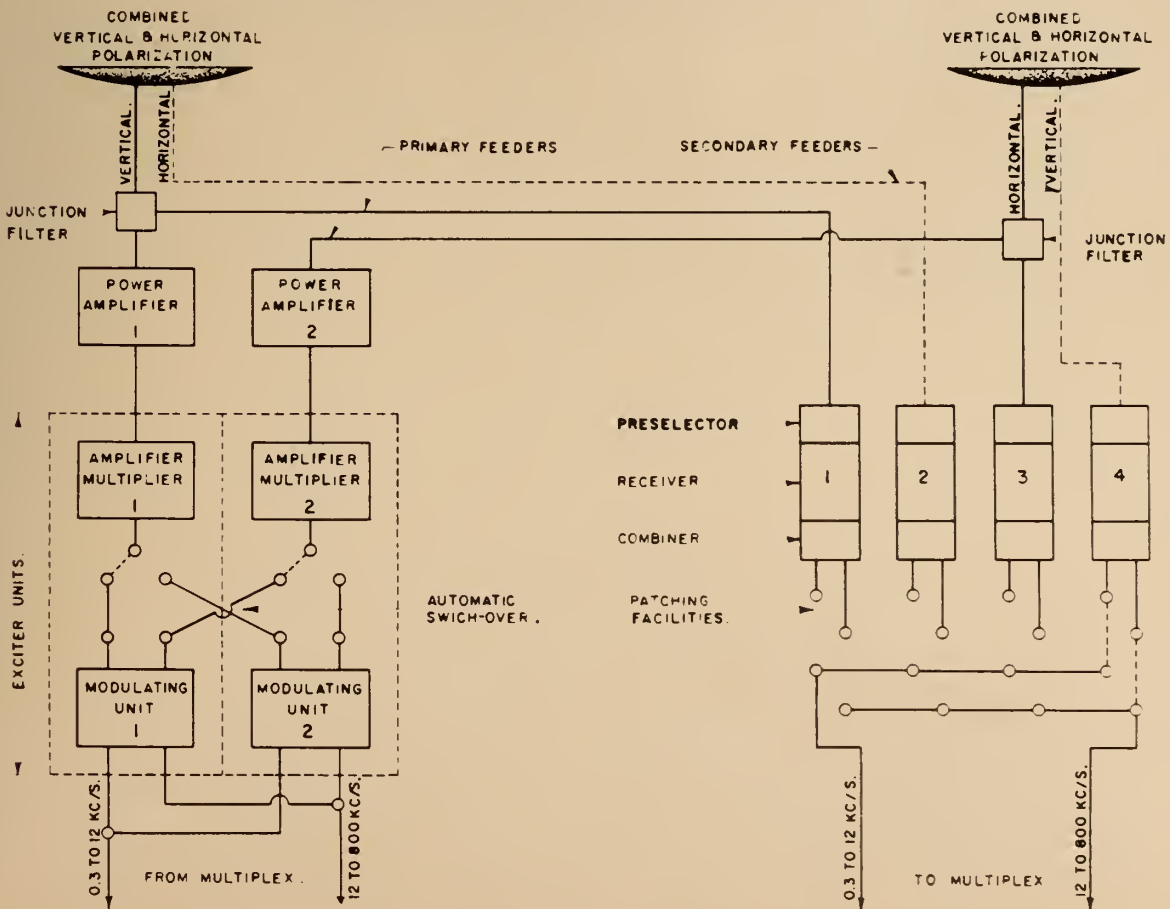 COMBINED
VERTICAL & HORIZONTAL
POLARIZATION
COMBINED
VERTICAL & HORIZONTAL
POLARIZATION
VERTICAL.
HORIZONTAL
HORIZONTAL.
VERTICAL.
PRIMARY FEEDERS
SECONDARY FEEDERS
JUNCTION
FILTER
JUNCTION
FILTER
POWER
AMPLIFIER
1
POWER
AMPLIFIER
2
EXCITER UNITS.
AMPLIFIER
MULTIPLIER
1
AMPLIFIER
MULTIPLIER
2
PRESELECTOR
RECEIVER
COMBINER
1
2
3
4
AUTOMATIC
SWICH-OVER.
PATCHING
FACILITIES.
MODULATING
UNIT
1
MODULATING
UNIT
2
0.3 TO 12 KC/S.
FROM MULTIPLEX.
12 TO 800 KC/S.
0.3 TO 12 KC/S.
TO MULTIPLEX
12 TO 800 KC/S.